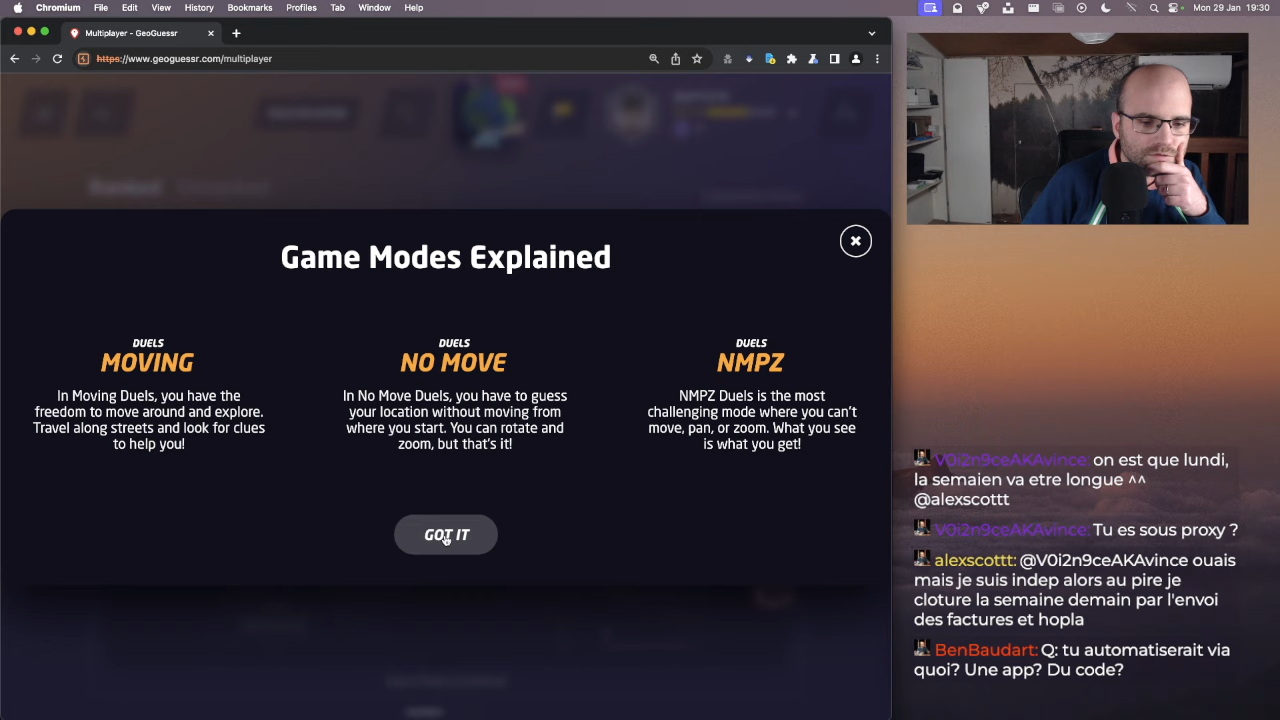 Chromium File Edit View History Bookmarks Profiles Tab Window Help Mon 29 Jan 19:30
Multiplayer - GeoGuessr
https://www.geoguessr.com/multiplayer
Game Modes Explained
DUELS
MOVING
In Moving Duels, you have the
freedom to move around and explore.
Travel along streets and look for clues
to help you!
DUELS
NO MOVE
In No Move Duels, you have to guess
your location without moving from
where you start. You can rotate and
zoom, but that's it!
DUELS
NMPZ
NMPZ Duels is the most
challenging mode where you can't
move, pan, or zoom. What you see
is what you get!
GOT IT
V0i2n9ceAKAvince: on est que lundi,
la semaien va etre longue ^^
@alexscottt
V0i2n9ceAKAvince: Tu es sous proxy ?
alexscottt: @V0i2n9ceAKAvince ouais
mais je suis indep alors au pire je
cloture la semaine demain par l'envoi
des factures et hopla
BenBaudart: Q: tu automatiserait via
quoi? Une app? Du code?